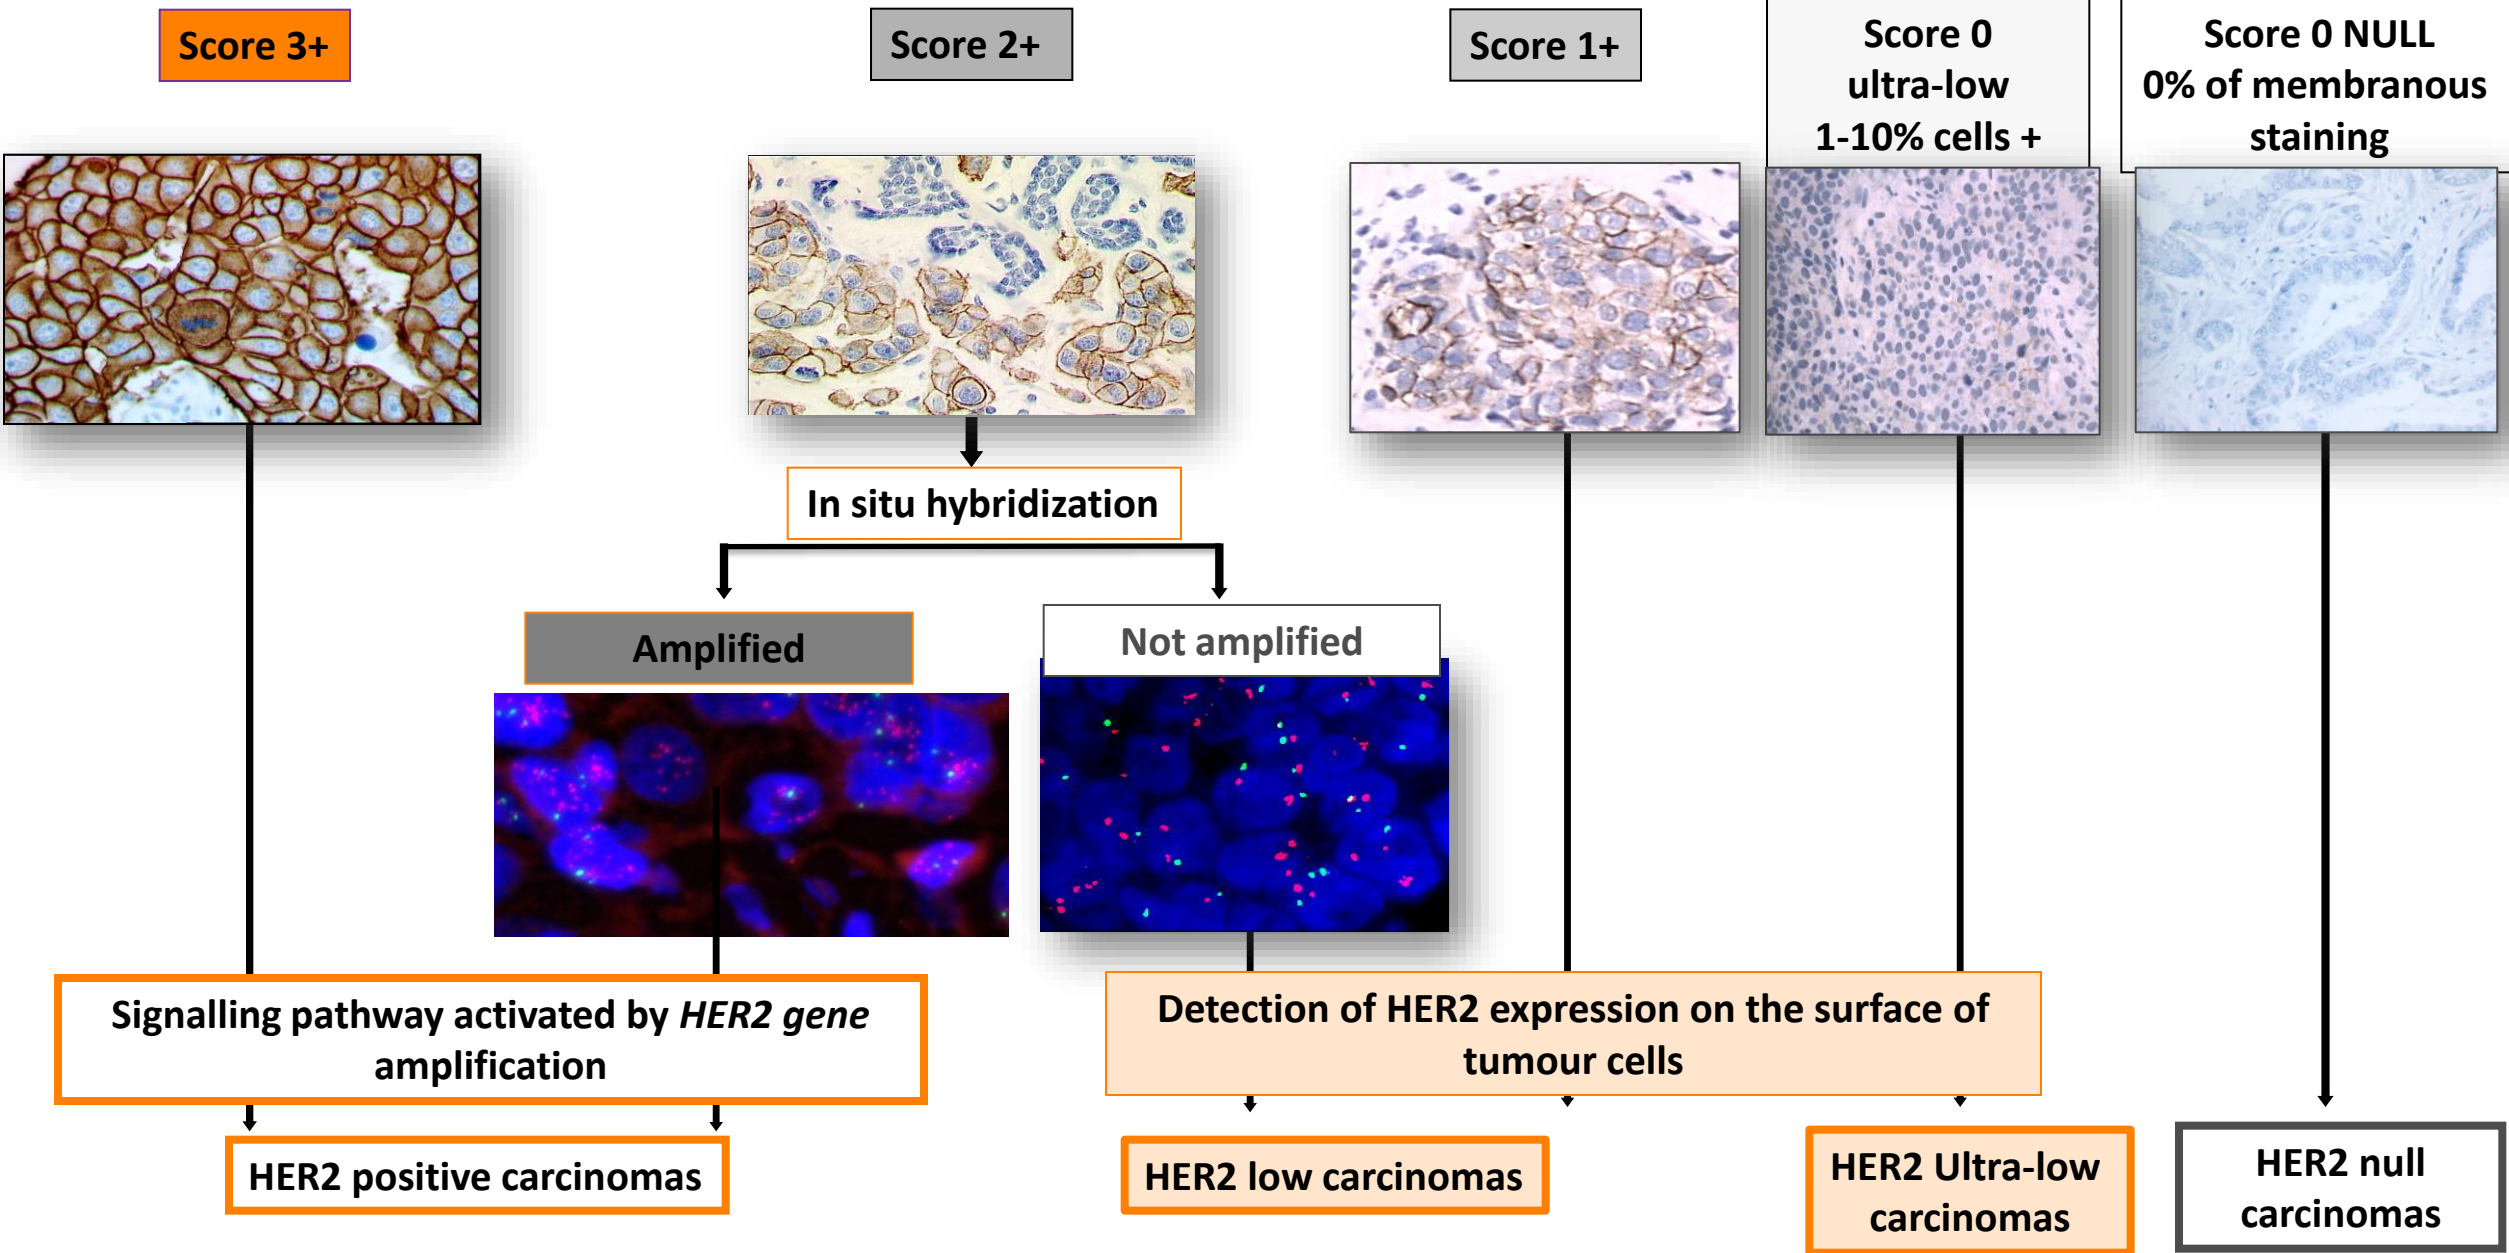 Score 3+
Score 2+
Score 1+
Score 0
ultra-low
1-10% cells +
Score 0 NULL
0% of membranous
staining
In situ hybridization
Amplified
Not amplified
Signalling pathway activated by HER2 gene
amplification
Detection of HER2 expression on the surface of
tumour cells
HER2 positive carcinomas
HER2 low carcinomas
HER2 Ultra-low
carcinomas
HER2 null
carcinomas